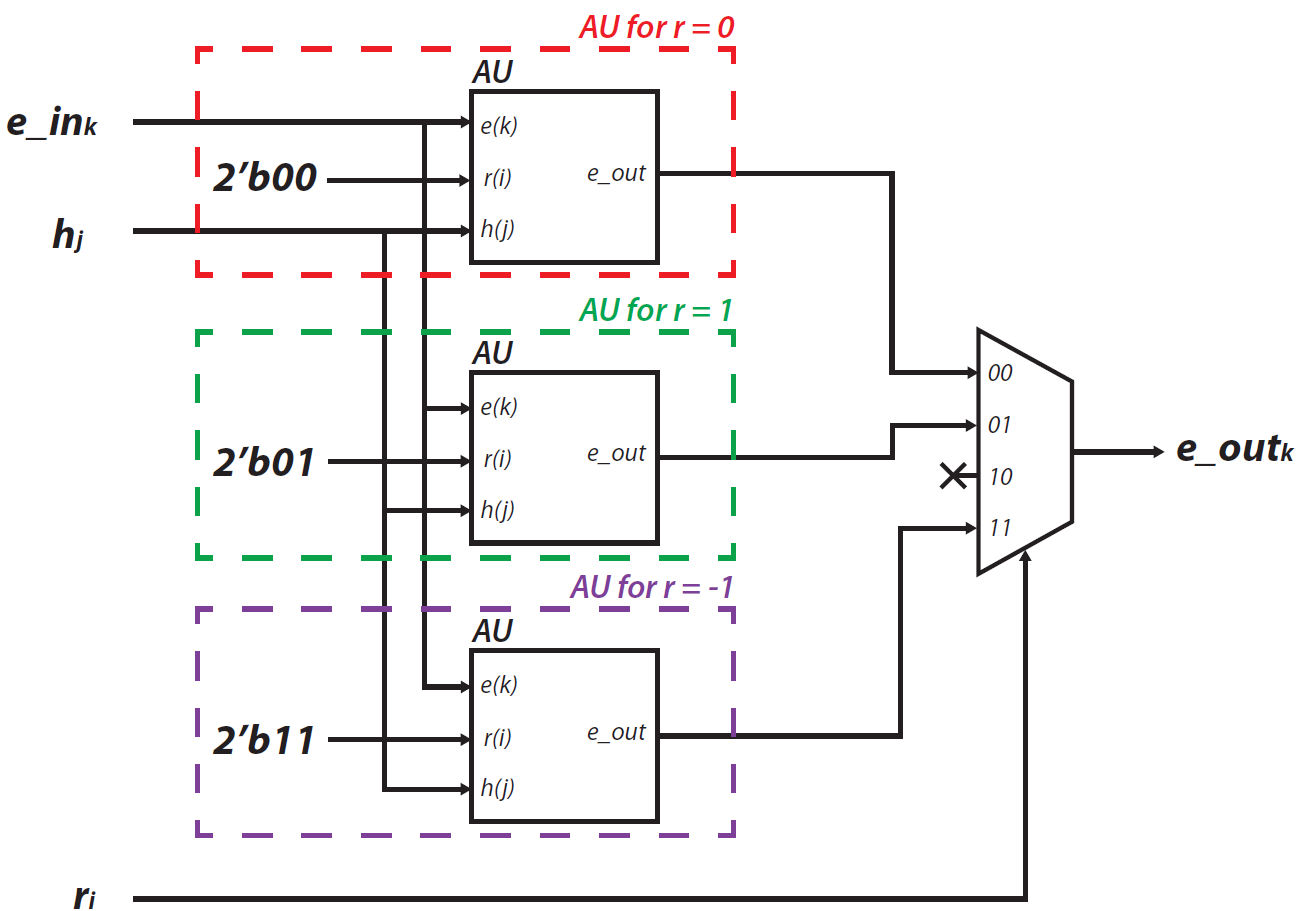 AU for r = 0
AU
e_ink
e(k)
2'b00
r(i)
e_out
hj
h(j)
AU for r = 1
AU
e(k)
2'b01
r(i)
e_out
h(j)
00
01
10
11
e_outk
AU for r = -1
AU
e(k)
2'b11
r(i)
e_out
h(j)
ri